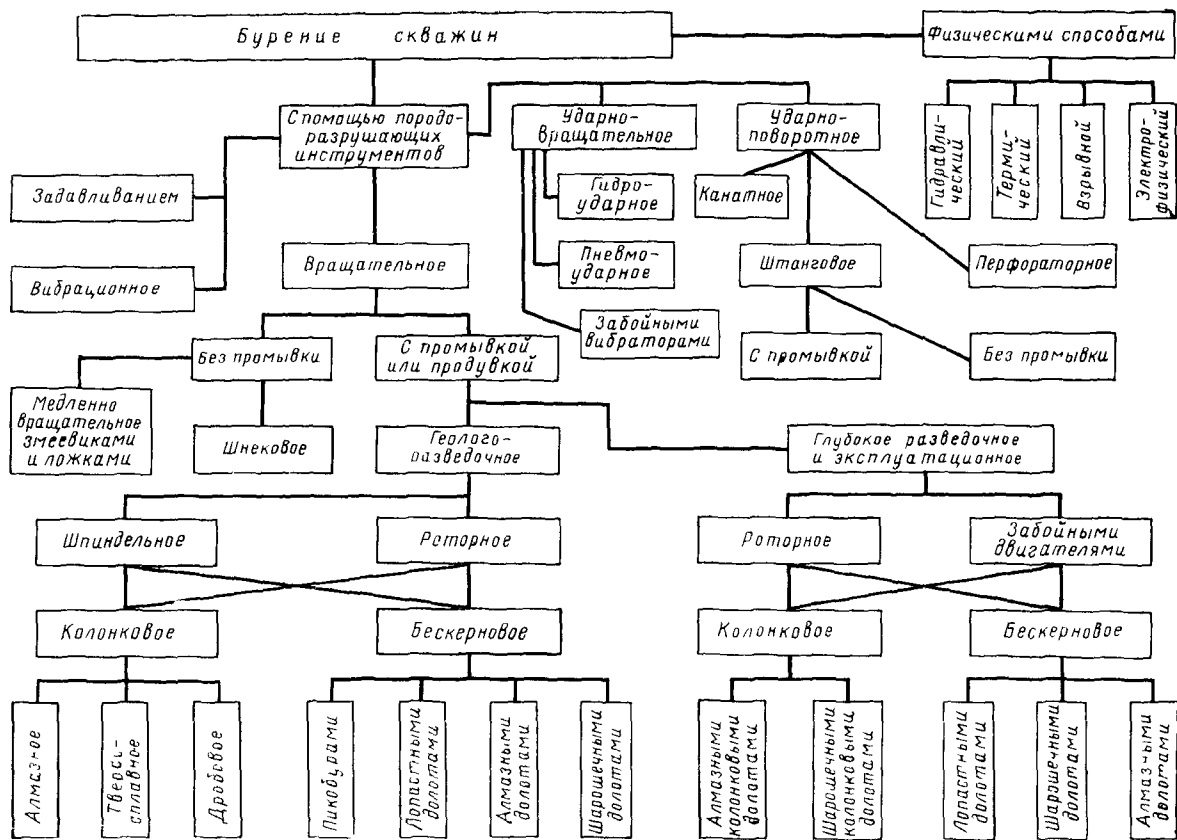 Бурение скважин
Физическими способами
С помощью породо-
разрушающих
инструментов
Ударно-
вращательное
Ударно-
поворотное
Гидравли-
ческий
Терми-
ческий
Взрывной
Электро-
физический
Задавливанием
Гидро-
ударное
Канатное
Вибрационное
Вращательное
Пневмо-
ударное
Штанговое
Перфораторное
Забойными
вибраторами
Без промывки
С промывкой
или продувкой
С промывкой
Без промывки
Медленно
вращательное
змеевиками
и ложками
Шнековое
Геолого-
разведочное
Глубокое разведочное
и эксплуатационное
Шпиндельное
Роторное
Роторное
Забойными
двигателями
Колонковое
Бескерновое
Колонковое
Бескерновое
Алмазное
Твердо-
сплавное
Дробовое
Пикобурами
Лопастными
долотами
Алмазными
долотами
Шарошечными
долотами
Алмазными
колонковыми
долотами
Шарошечными
колонковыми
долотами
Лопастными
долотами
Шарошечными
долотами
Алмазными
долотами